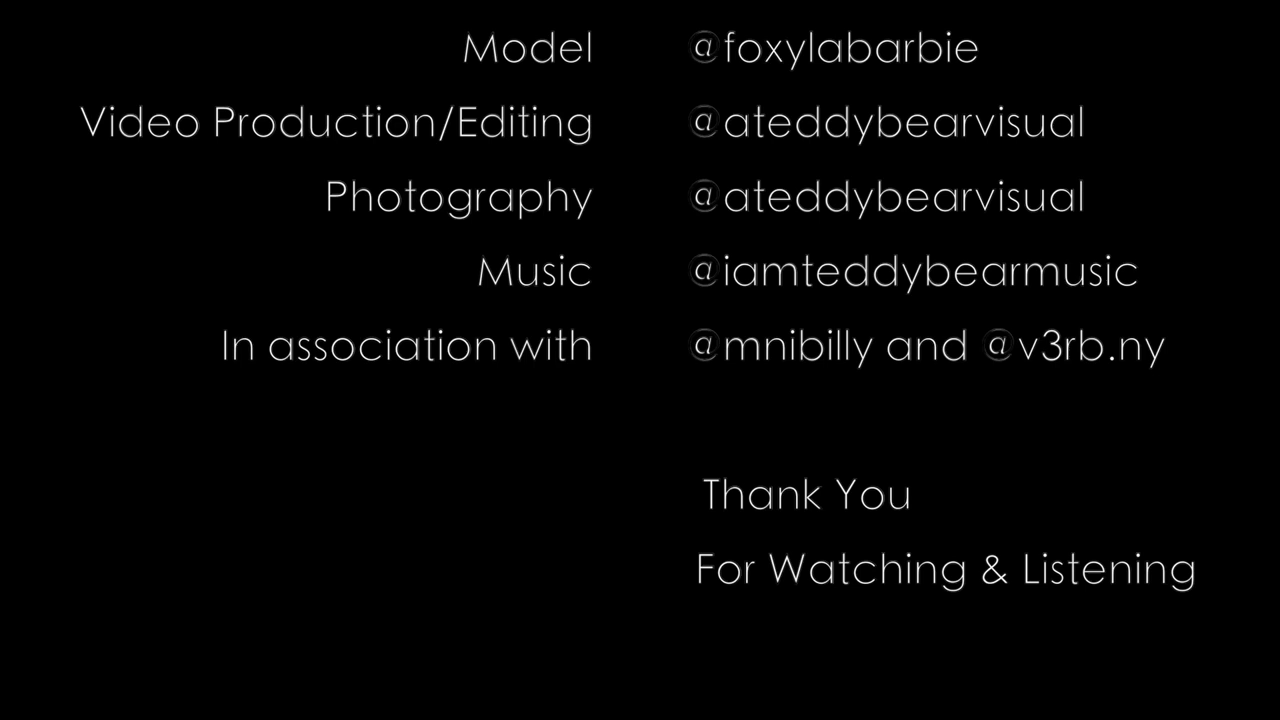 Model @foxylabarbie
Video Production/Editing @ateddybearvisual
Photography @ateddybearvisual
Music @iamteddybearmusic
In association with @mnibilly and @v3rb.ny
Thank You
For Watching & Listening